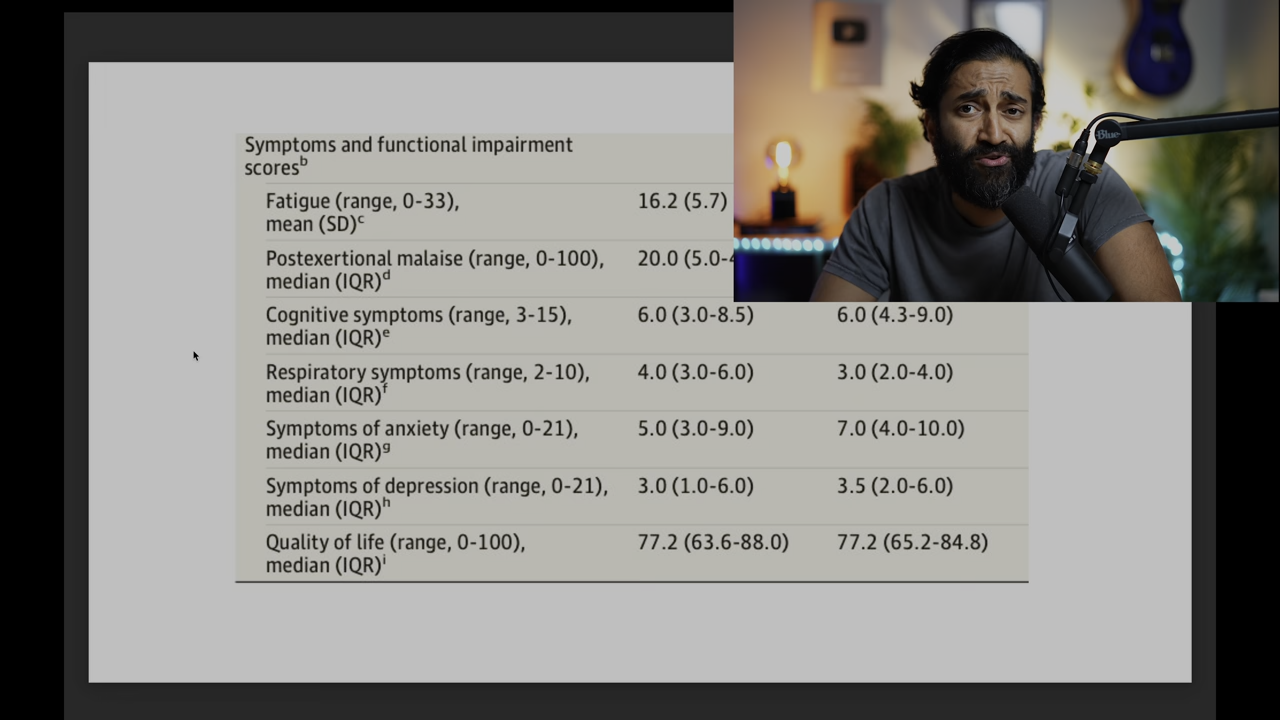 Symptoms and functional impairment
scoresᵇ
Fatigue (range, 0-33), 16.2 (5.7)
mean (SD)ᶜ
Postexertional malaise (range, 0-100), 20.0 (5.0-
median (IQR)ᵈ
Cognitive symptoms (range, 3-15), 6.0 (3.0-8.5) 6.0 (4.3-9.0)
median (IQR)ᵉ
Respiratory symptoms (range, 2-10), 4.0 (3.0-6.0) 3.0 (2.0-4.0)
median (IQR)ᶠ
Symptoms of anxiety (range, 0-21), 5.0 (3.0-9.0) 7.0 (4.0-10.0)
median (IQR)ᵍ
Symptoms of depression (range, 0-21), 3.0 (1.0-6.0) 3.5 (2.0-6.0)
median (IQR)ʰ
Quality of life (range, 0-100), 77.2 (63.6-88.0) 77.2 (65.2-84.8)
median (IQR)ⁱ
Blue